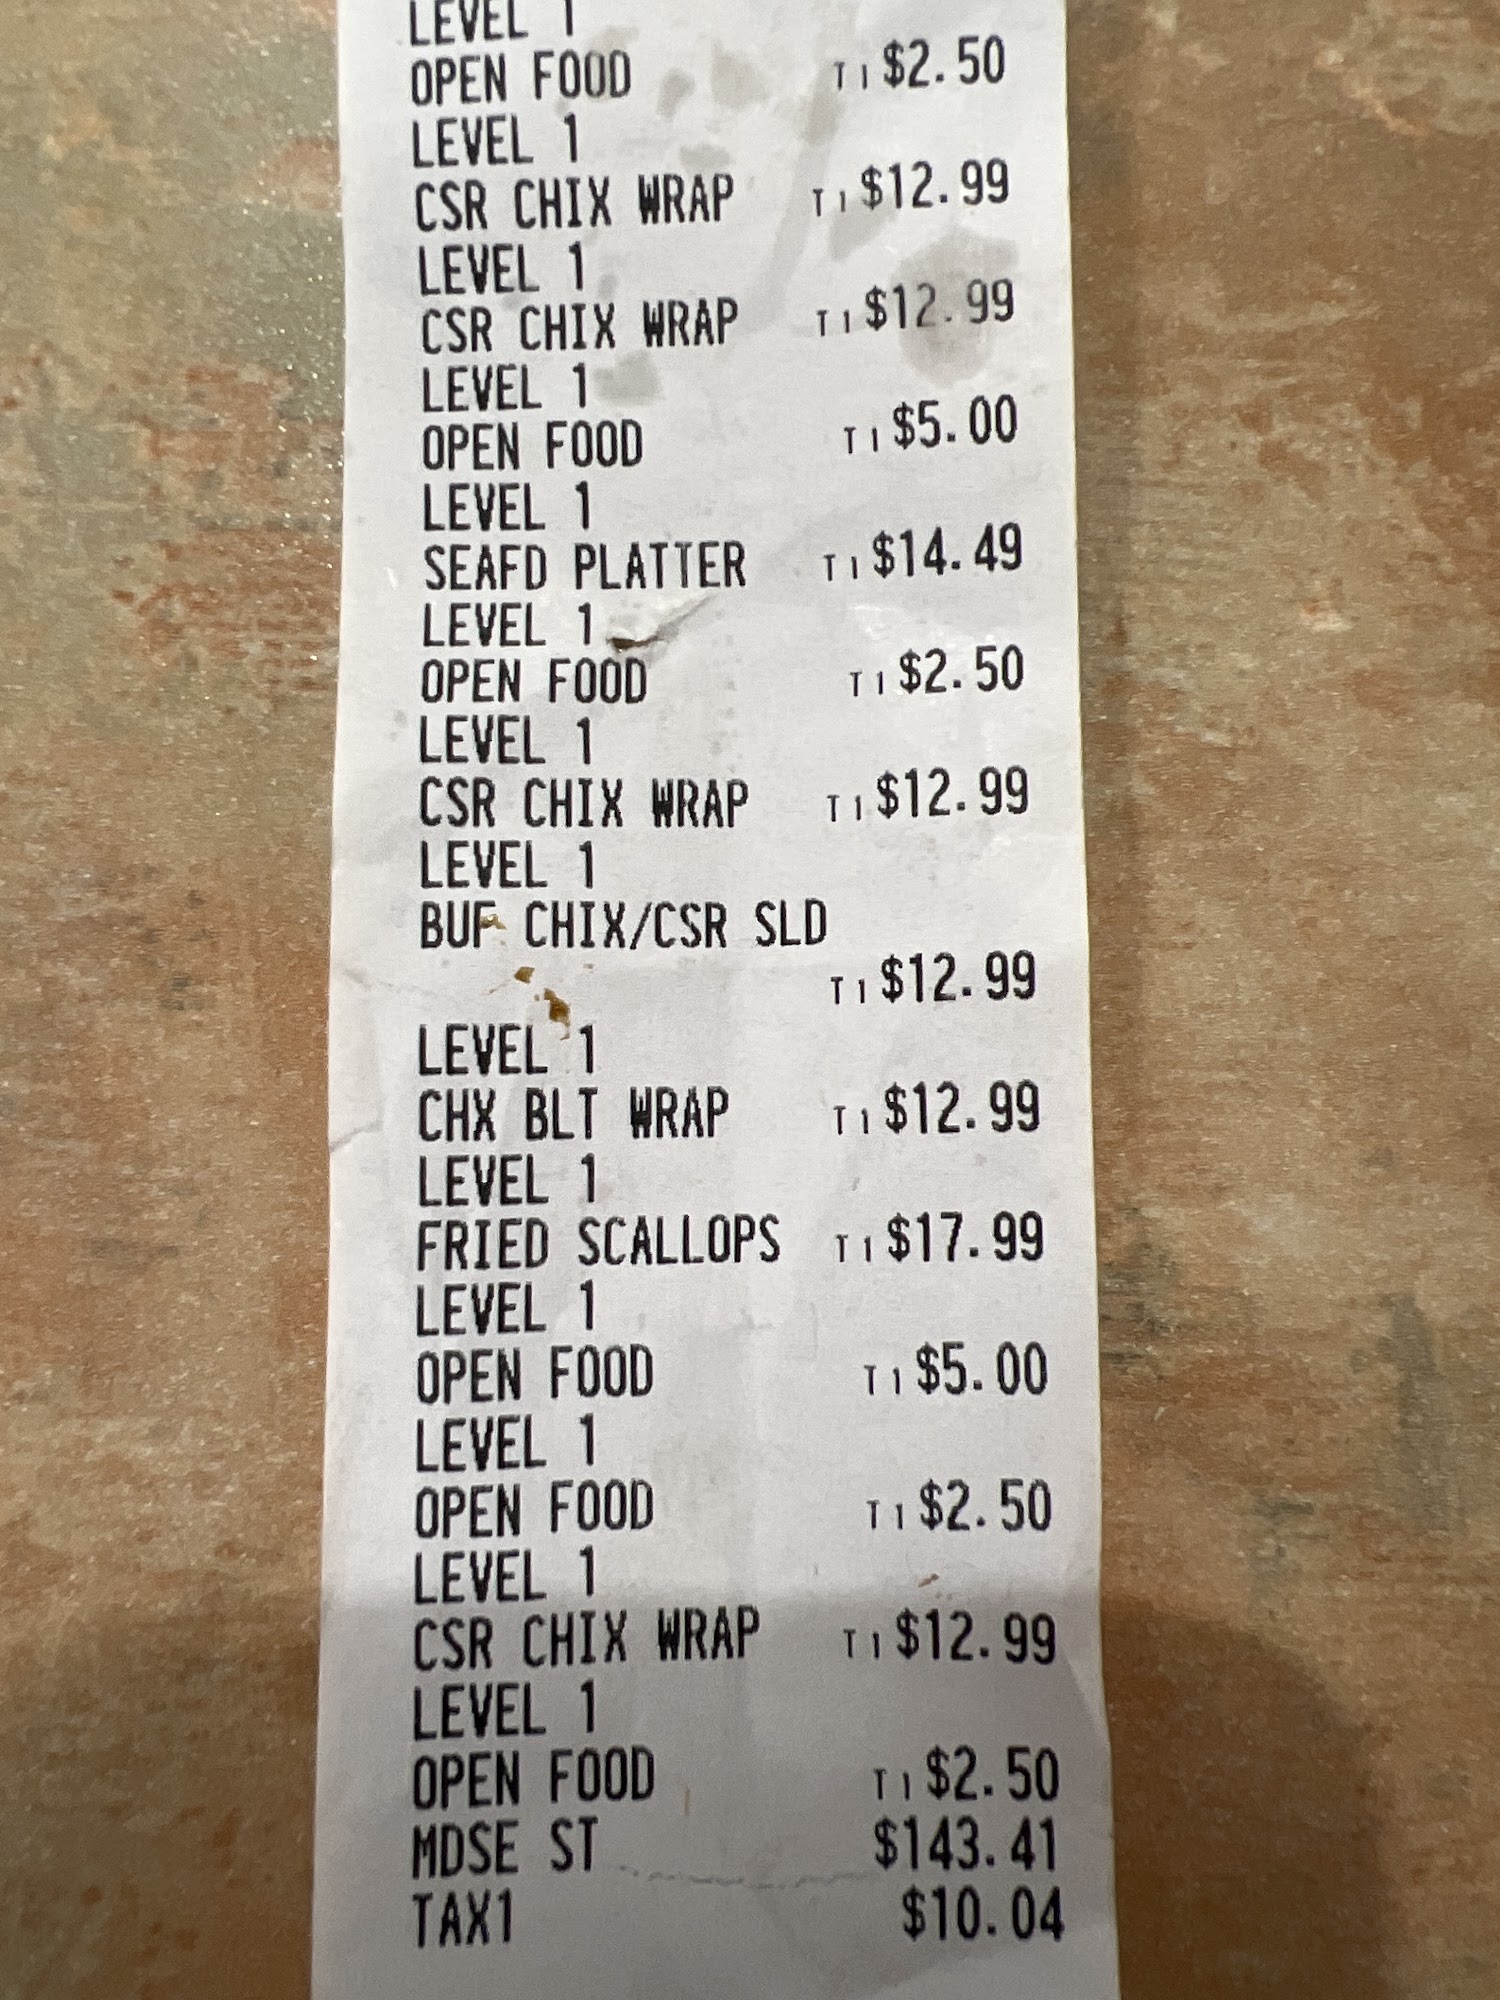 LEVEL 1
OPEN FOOD T1 $2.50
LEVEL 1
CSR CHIX WRAP T1 $12.99
LEVEL 1
CSR CHIX WRAP T1 $12.99
LEVEL 1
OPEN FOOD T1 $5.00
LEVEL 1
SEAFD PLATTER T1 $14.49
LEVEL 1
OPEN FOOD T1 $2.50
LEVEL 1
CSR CHIX WRAP T1 $12.99
LEVEL 1
BUF CHIX/CSR SLD
T1 $12.99
LEVEL 1
CHX BLT WRAP T1 $12.99
LEVEL 1
FRIED SCALLOPS T1 $17.99
LEVEL 1
OPEN FOOD T1 $5.00
LEVEL 1
OPEN FOOD T1 $2.50
LEVEL 1
CSR CHIX WRAP T1 $12.99
LEVEL 1
OPEN FOOD T1 $2.50
MDSE ST $143.41
TAX1 $10.04